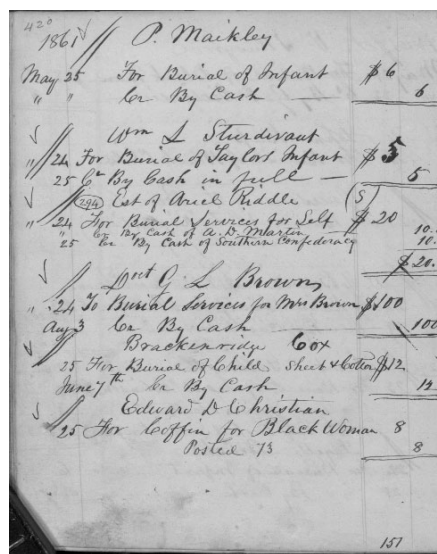 420
1861 P. Maikley
May 25 For Burial of Infant $6
" " Cr By Cash — 6
Wm L Sturdivant
" 24 For Burial of Taylors Infant $5
25 Cr By Cash in full — 5
(294) Est of Ariel Riddle (S)
" 24 For Burial Services for Self $20
" Cr By Cash of A. D. Martin 10.
25 Cr By Cash of Southern Confederacy 10.
$20.
Doct G. L Brown
" 24 To Burial Services for Mrs Brown $100
Aug 3 Cr By Cash — 100
Brackenridge Cox
25 For Burial of Child Sheet & Cotton $12
June 7th Cr By Cash 12
Edward D Christian
25 For Coffin for Black Woman 8
Posted 73 8
151